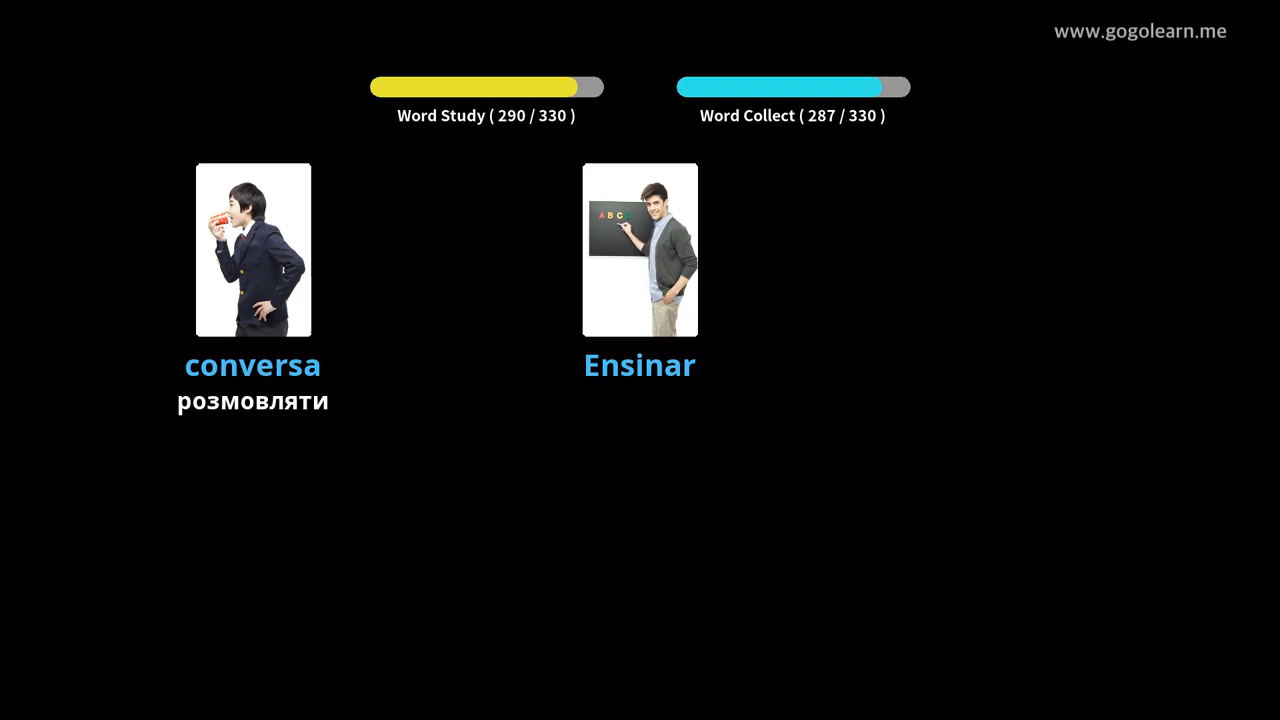 www.gogolearn.me
Word Study ( 290 / 330 )
Word Collect ( 287 / 330 )
A B C
conversa
Ensinar
розмовляти